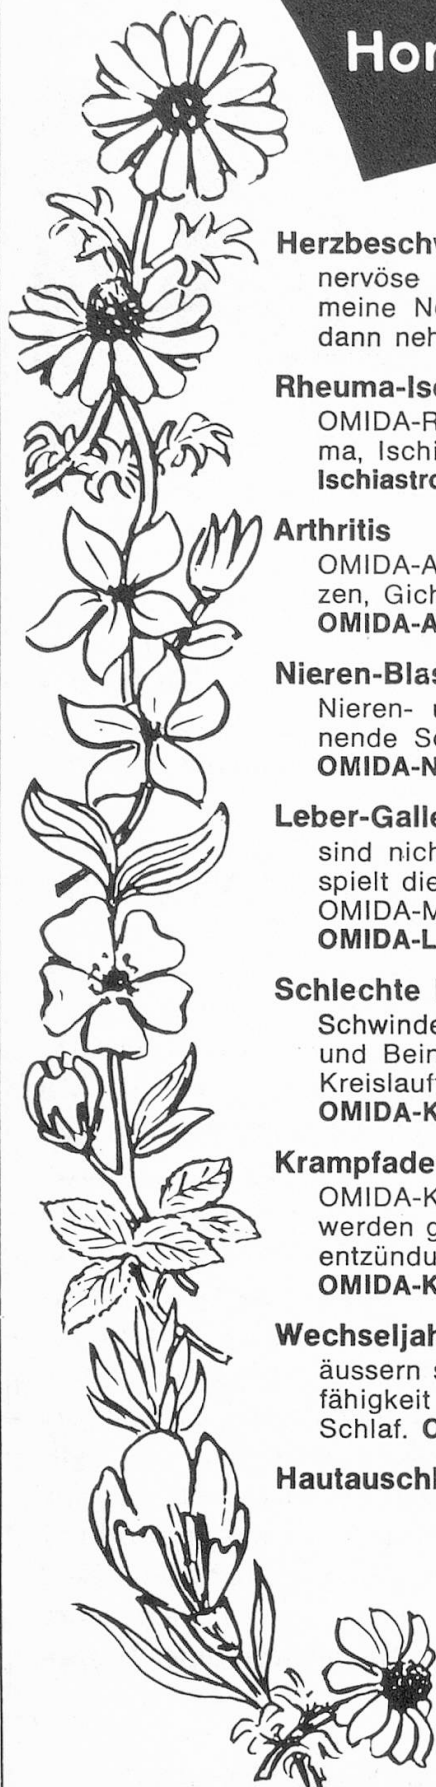 Hom
Herzbeschw
nervöse
meine Ne
dann neh
Rheuma-Isc
OMIDA-R
ma, Ischi
Ischiastro
Arthritis
OMIDA-A
zen, Gich
OMIDA-A
Nieren-Blas
Nieren- u
nende Sc
OMIDA-N
Leber-Galle
sind nich
spielt die
OMIDA-M
OMIDA-L
Schlechte
Schwinde
und Bein
Kreislauft
OMIDA-K
Krampfade
OMIDA-K
werden g
entzündu
OMIDA-K
Wechseljah
äussern s
fähigkeit
Schlaf. O
Hautauschl